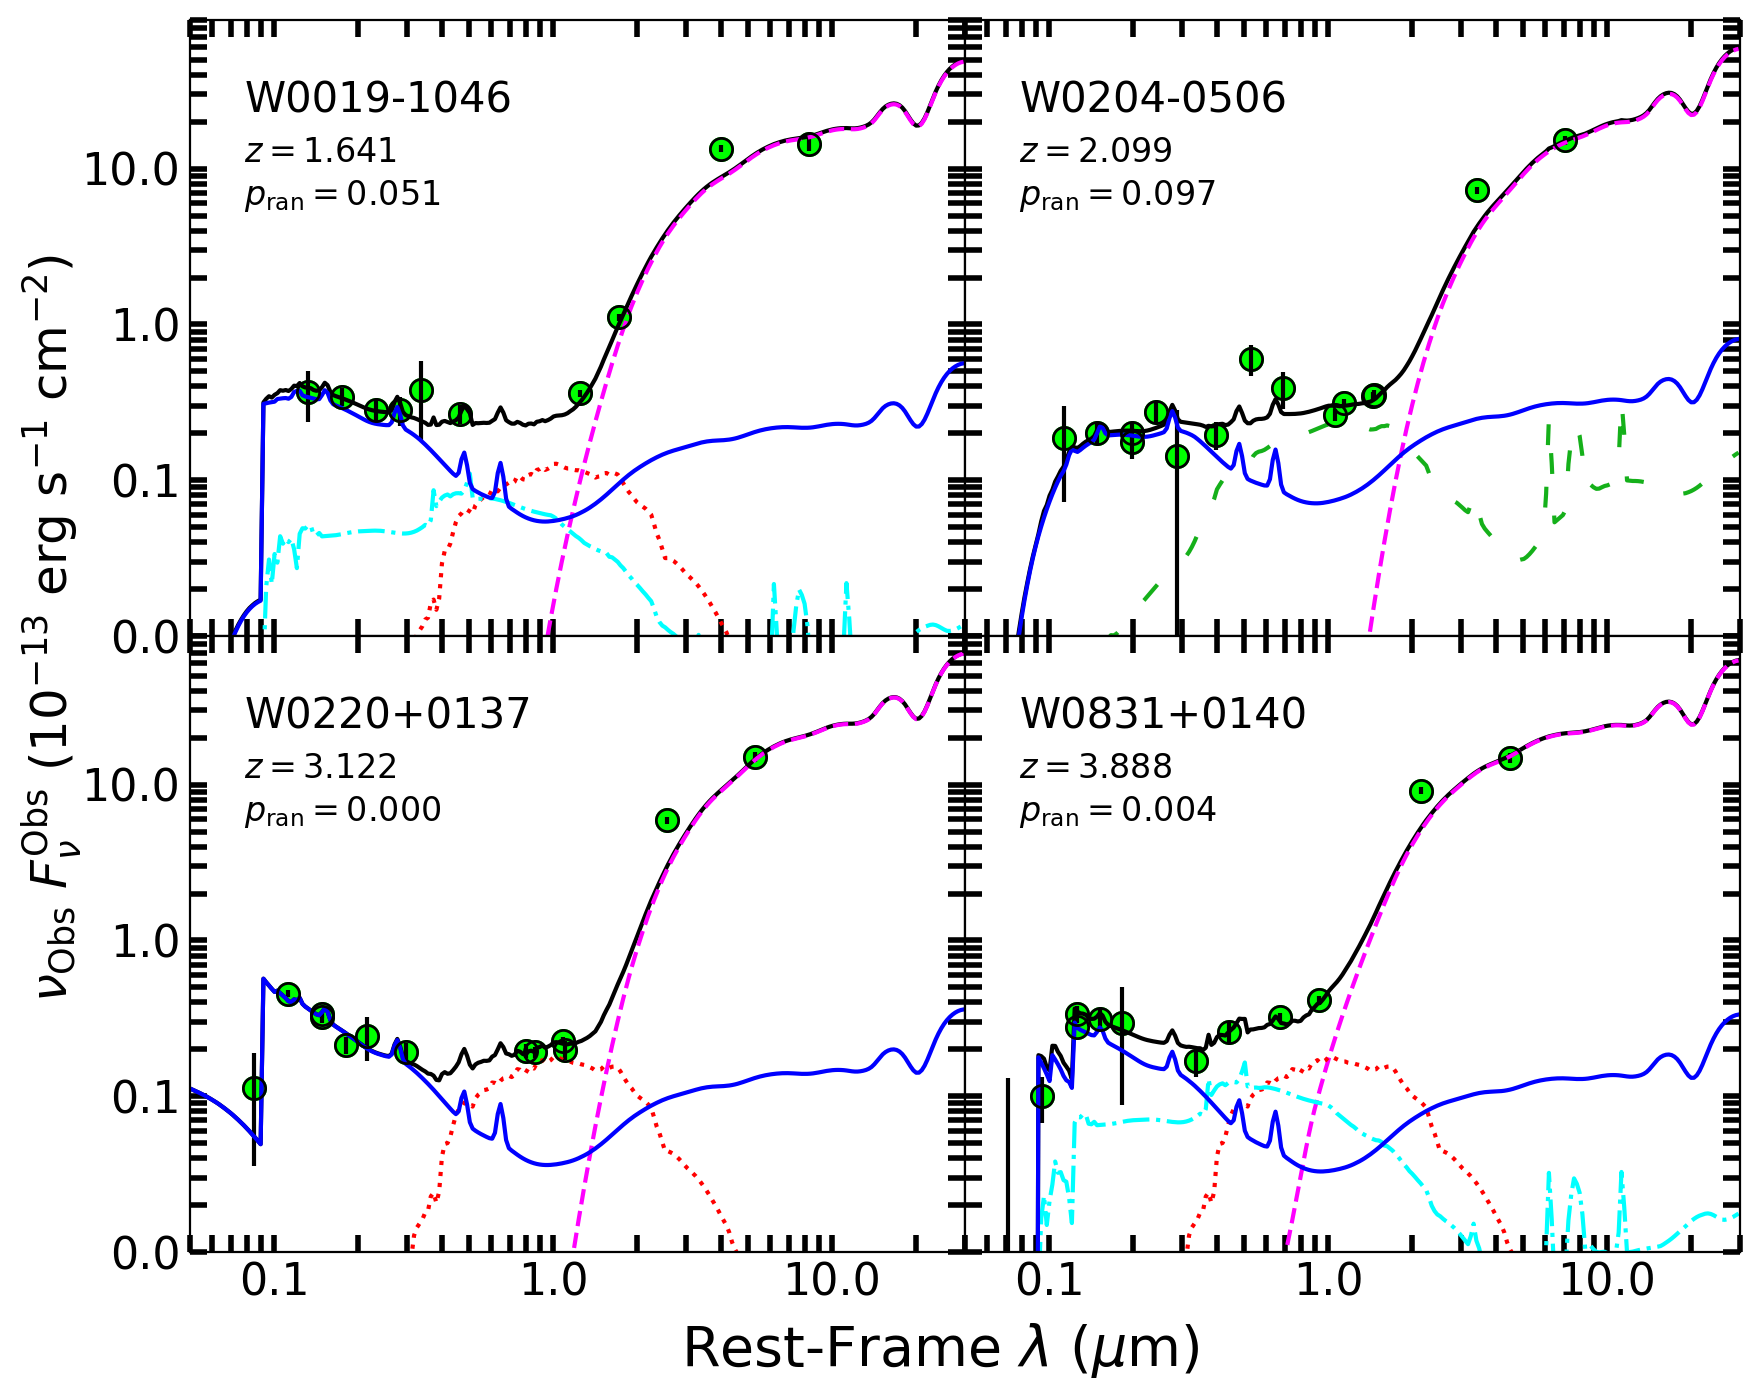 W0019-1046
z = 1.641
p_ran = 0.051
W0204-0506
z = 2.099
p_ran = 0.097
10.0
1.0
0.1
0.0
W0220+0137
z = 3.122
p_ran = 0.000
W0831+0140
z = 3.888
p_ran = 0.004
10.0
1.0
0.1
0.0
ν_Obs F_ν^Obs (10^−13 erg s^−1 cm^−2)
0.1 1.0 10.0 0.1 1.0 10.0
Rest-Frame λ (μm)